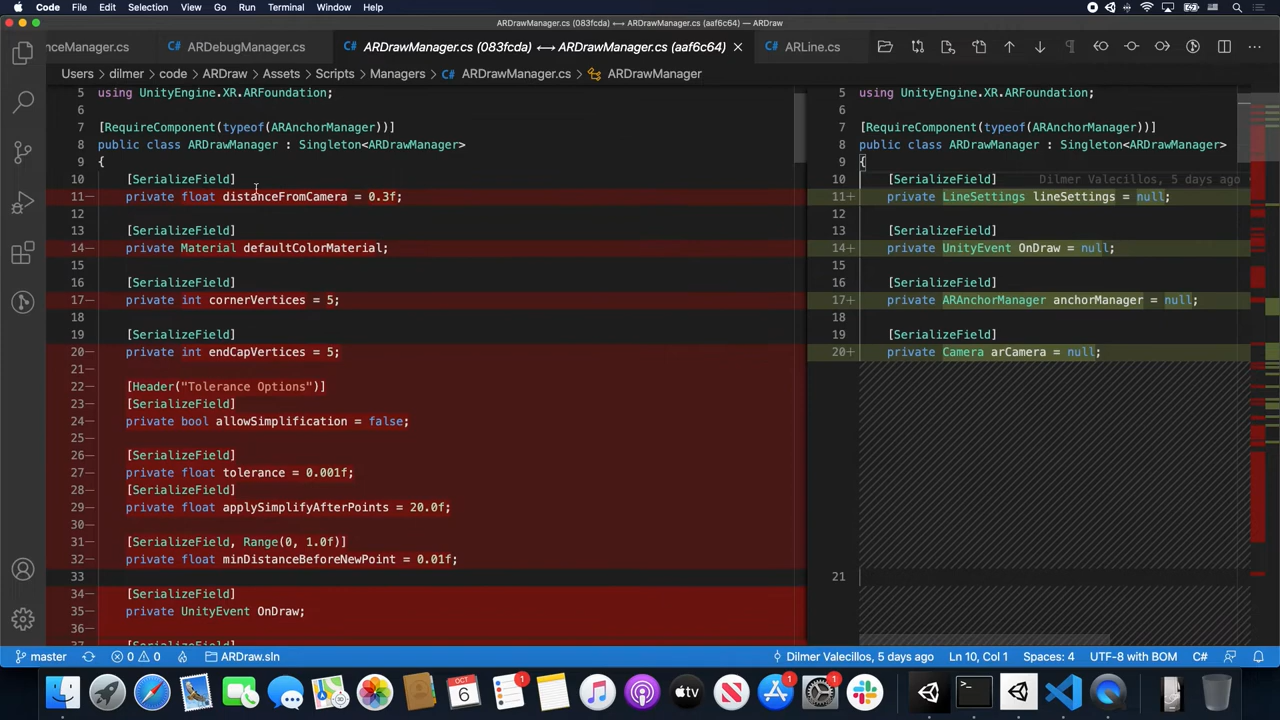 Code File Edit Selection View Go Run Terminal Window Help
ARDrawManager.cs (083fcda) ⟷ ARDrawManager.cs (aaf6c64) — ARDraw
nceManager.cs ARDebugManager.cs ARDrawManager.cs (083fcda) ⟷ ARDrawManager.cs (aaf6c64) ARLine.cs
Users > dilmer > code > ARDraw > Assets > Scripts > Managers > ARDrawManager.cs > ARDrawManager
5 using UnityEngine.XR.ARFoundation;
6
7 [RequireComponent(typeof(ARAnchorManager))]
8 public class ARDrawManager : Singleton<ARDrawManager>
9 {
10 [SerializeField]
11— private float distanceFromCamera = 0.3f;
12
13 [SerializeField]
14— private Material defaultColorMaterial;
15
16 [SerializeField]
17— private int cornerVertices = 5;
18
19 [SerializeField]
20— private int endCapVertices = 5;
21—
22— [Header("Tolerance Options")]
23— [SerializeField]
24— private bool allowSimplification = false;
25—
26— [SerializeField]
27— private float tolerance = 0.001f;
28— [SerializeField]
29— private float applySimplifyAfterPoints = 20.0f;
30—
31— [SerializeField, Range(0, 1.0f)]
32— private float minDistanceBeforeNewPoint = 0.01f;
33
34— [SerializeField]
35— private UnityEvent OnDraw;
36—
37— [SerializeField]
5 using UnityEngine.XR.ARFoundation;
6
7 [RequireComponent(typeof(ARAnchorManager))]
8 public class ARDrawManager : Singleton<ARDrawManager>
9 {
10 [SerializeField] Dilmer Valecillos, 5 days ago
11+ private LineSettings lineSettings = null;
12
13 [SerializeField]
14+ private UnityEvent OnDraw = null;
15
16 [SerializeField]
17+ private ARAnchorManager anchorManager = null;
18
19 [SerializeField]
20+ private Camera arCamera = null;
21
master 0 0 ARDraw.sln Dilmer Valecillos, 5 days ago Ln 10, Col 1 Spaces: 4 UTF-8 with BOM C#
OCT 6 1 1 1